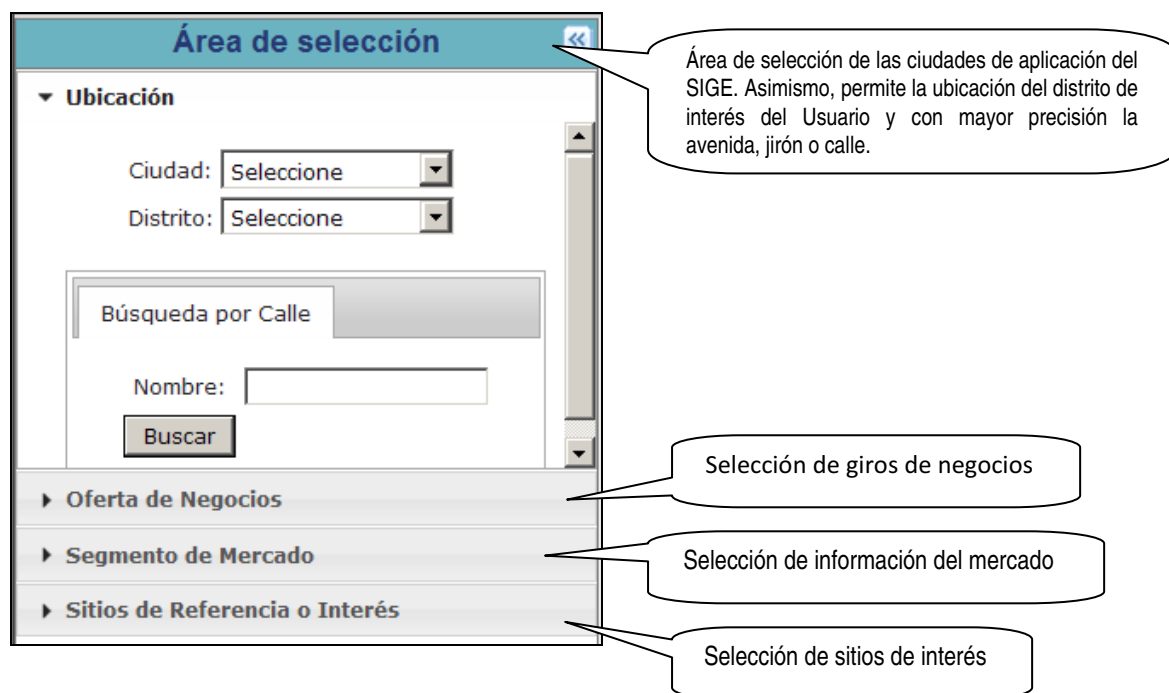 Área de selección
Área de selección de las ciudades de aplicación del
SIGE. Asimismo, permite la ubicación del distrito de
interés del Usuario y con mayor precisión la
avenida, jirón o calle.
Ubicación
Ciudad: Seleccione
Distrito: Seleccione
Búsqueda por Calle
Nombre:
Buscar
Selección de giros de negocios
Oferta de Negocios
Segmento de Mercado
Selección de información del mercado
Sitios de Referencia o Interés
Selección de sitios de interés